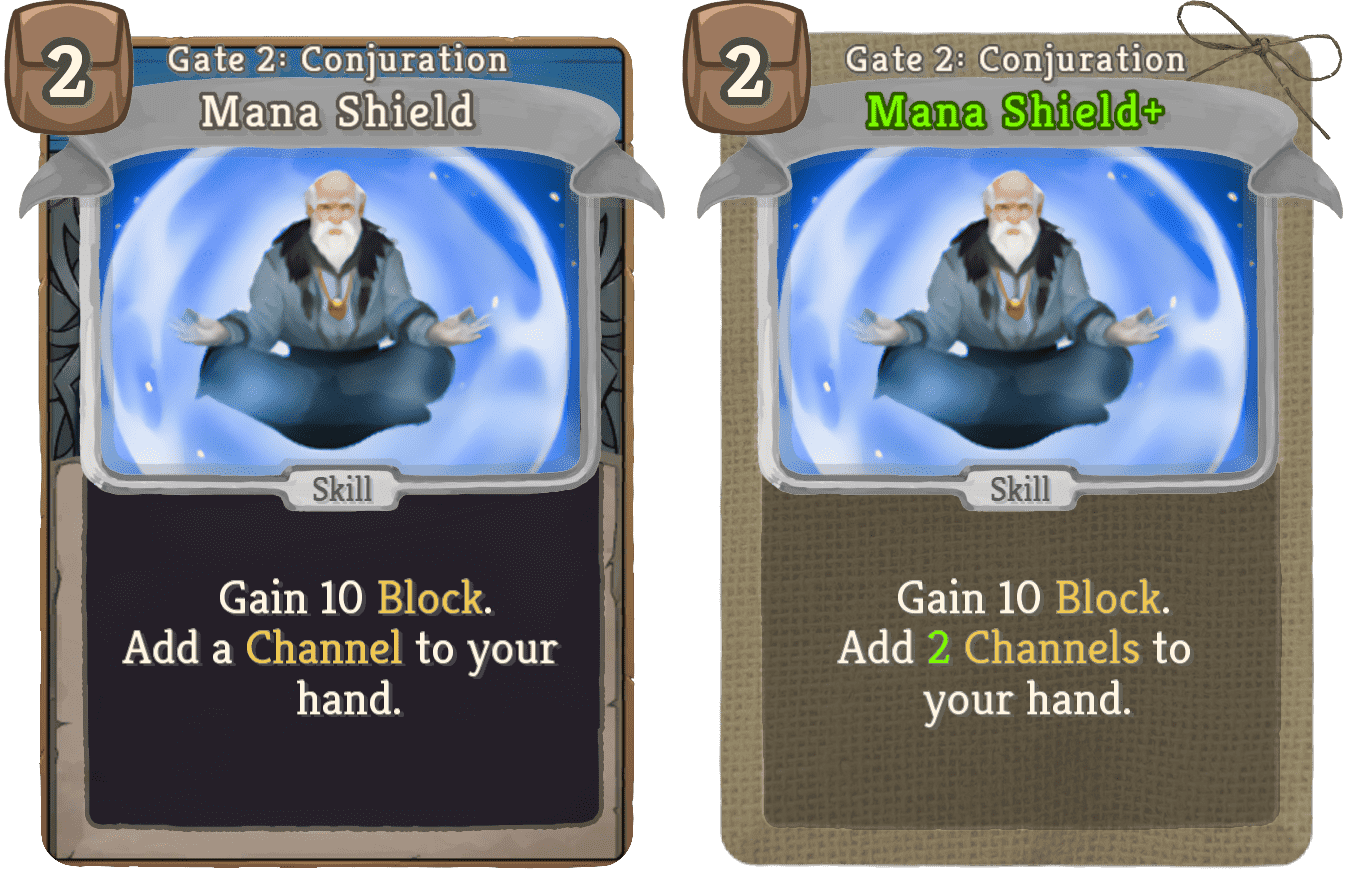 2
Gate 2: Conjuration
Mana Shield
Skill
Gain 10 Block.
Add a Channel to your
hand.
2
Gate 2: Conjuration
Mana Shield+
Skill
Gain 10 Block.
Add 2 Channels to
your hand.